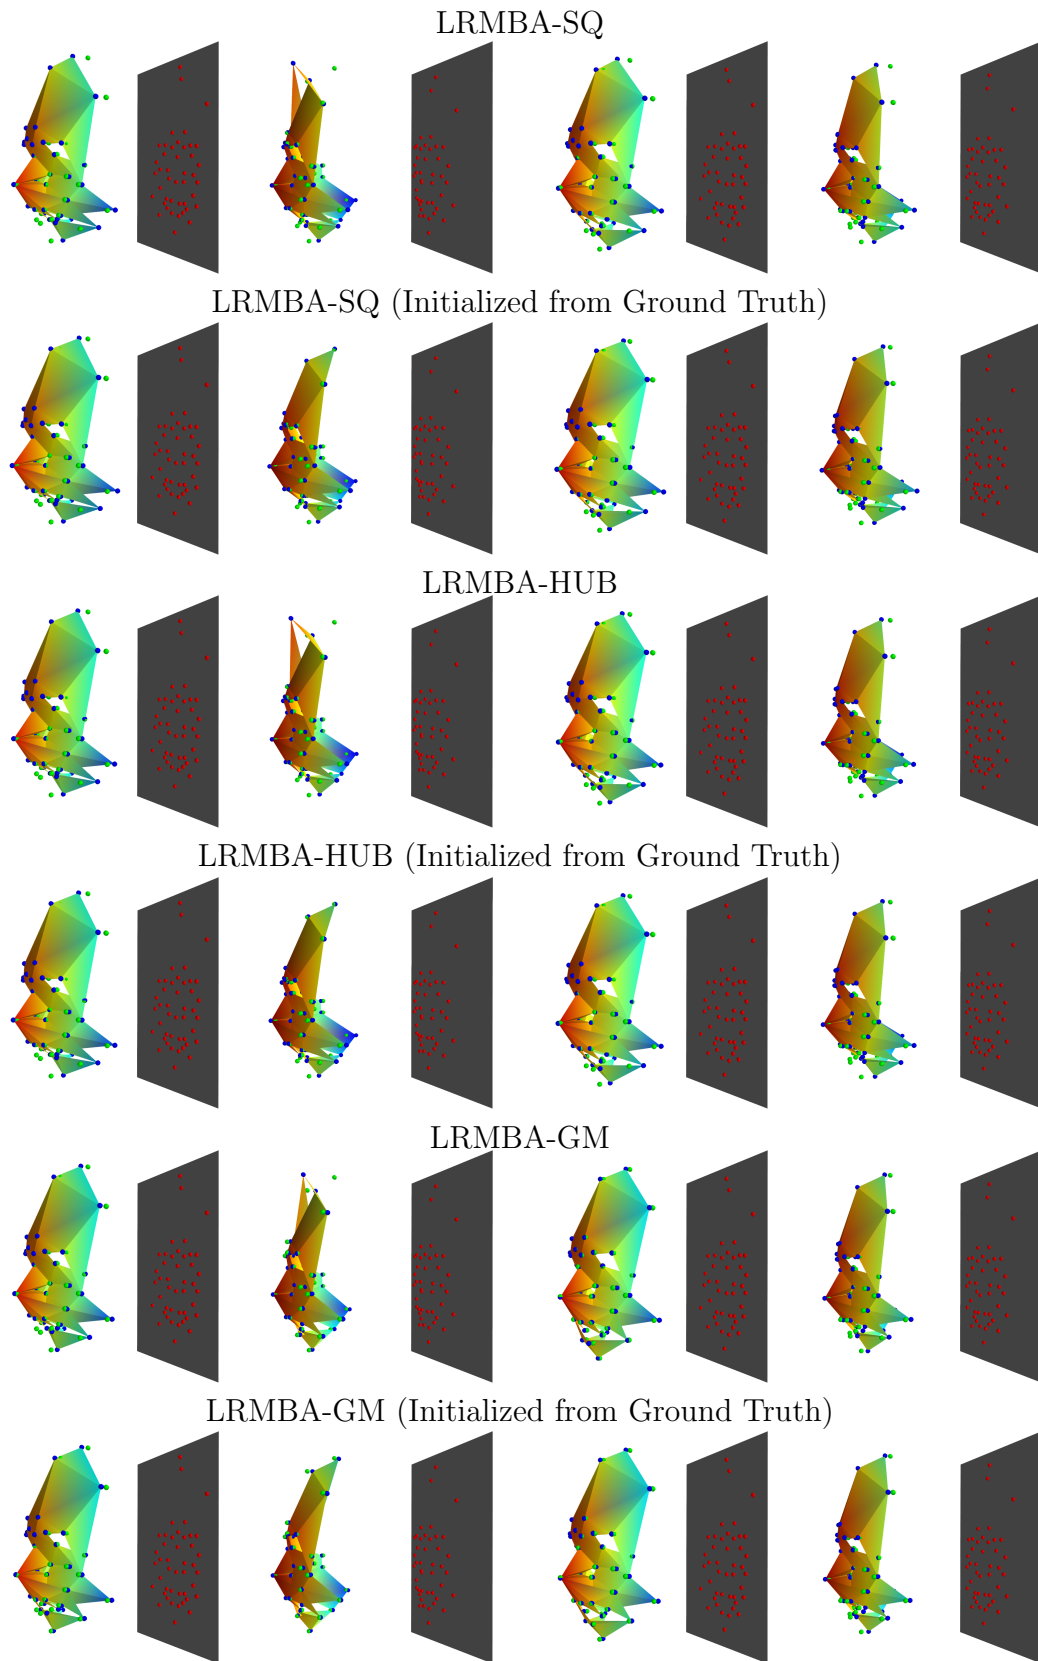 LRMBA-SQ
LRMBA-SQ (Initialized from Ground Truth)
LRMBA-HUB
LRMBA-HUB (Initialized from Ground Truth)
LRMBA-GM
LRMBA-GM (Initialized from Ground Truth)